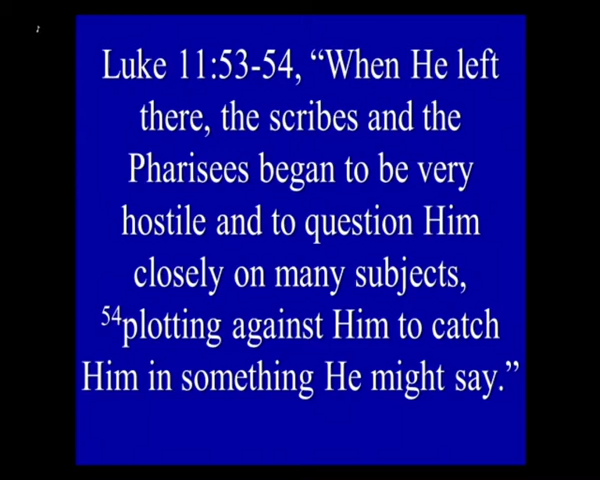 Luke 11:53-54, “When He left
there, the scribes and the
Pharisees began to be very
hostile and to question Him
closely on many subjects,
54plotting against Him to catch
Him in something He might say.”